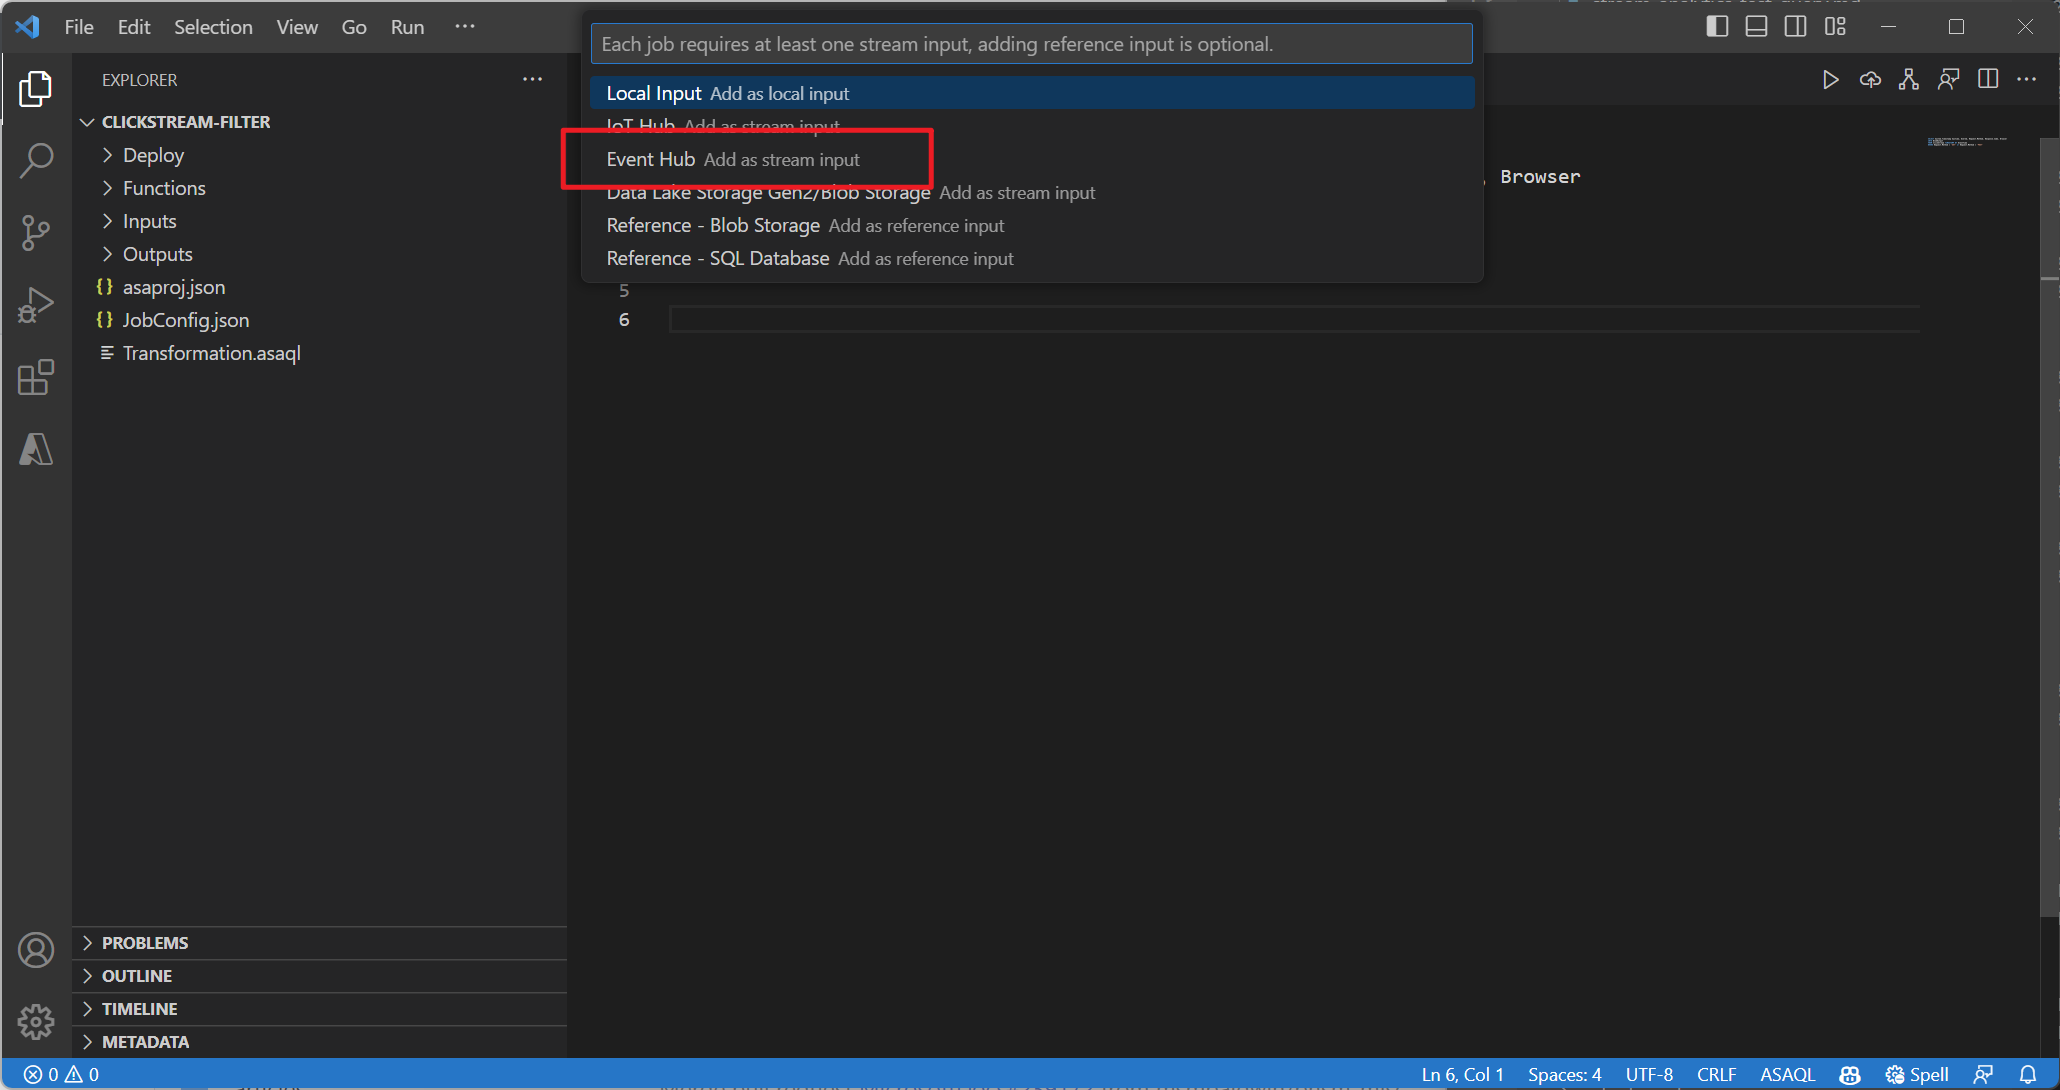 File Edit Selection View Go Run ···
Each job requires at least one stream input, adding reference input is optional.
Local Input Add as local input
IoT Hub Add as stream input
Event Hub Add as stream input
Data Lake Storage Gen2/Blob Storage Add as stream input
Reference - Blob Storage Add as reference input
Reference - SQL Database Add as reference input
, Browser
5
6
EXPLORER ···
CLICKSTREAM-FILTER
Deploy
Functions
Inputs
Outputs
{} asaproj.json
{} JobConfig.json
Transformation.asaql
PROBLEMS
OUTLINE
TIMELINE
METADATA
0 0
Ln 6, Col 1 Spaces: 4 UTF-8 CRLF ASAQL Spell